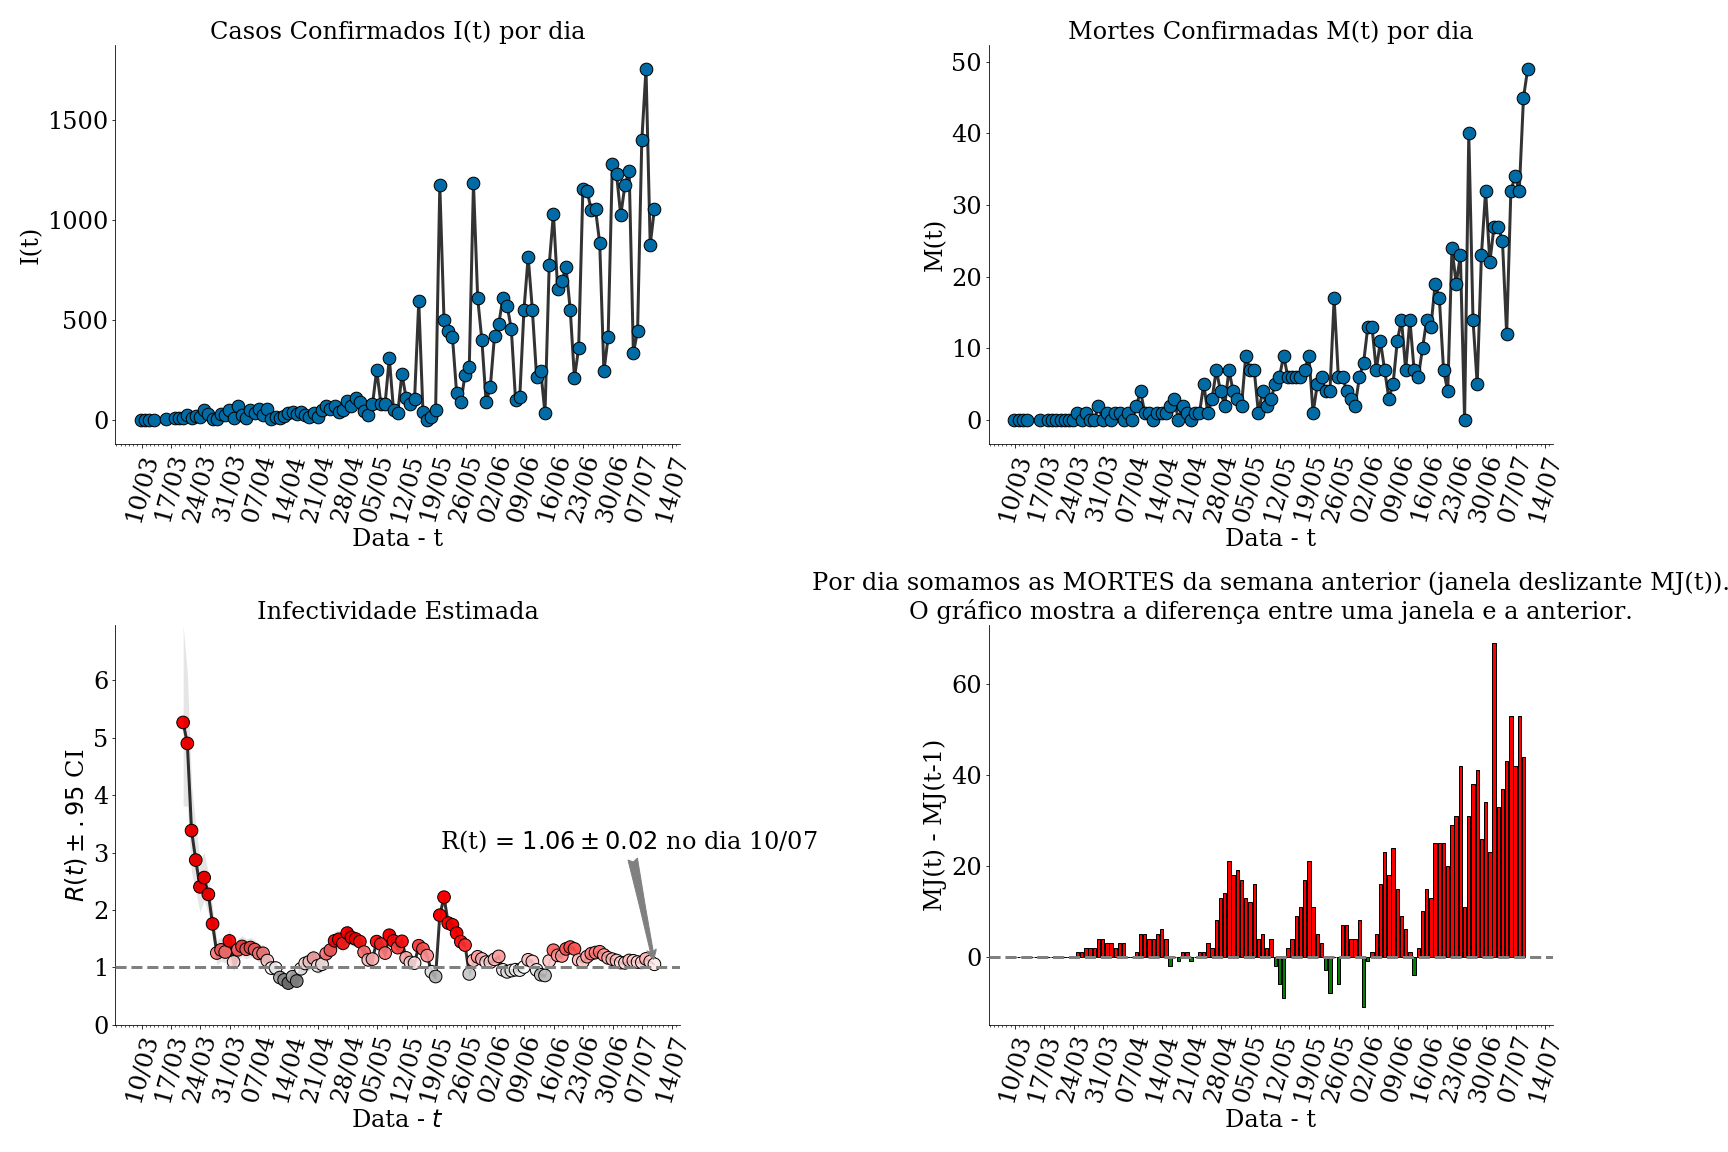 Casos Confirmados I(t) por dia
I(t)
1500
1000
500
0
10/03 17/03 24/03 31/03 07/04 14/04 21/04 28/04 05/05 12/05 19/05 26/05 02/06 09/06 16/06 23/06 30/06 07/07 14/07
Data - t
Mortes Confirmadas M(t) por dia
M(t)
50
40
30
20
10
0
10/03 17/03 24/03 31/03 07/04 14/04 21/04 28/04 05/05 12/05 19/05 26/05 02/06 09/06 16/06 23/06 30/06 07/07 14/07
Data - t
Infectividade Estimada
R(t) ± .95 CI
6
5
4
3
2
1
0
R(t) = 1.06 ± 0.02 no dia 10/07
10/03 17/03 24/03 31/03 07/04 14/04 21/04 28/04 05/05 12/05 19/05 26/05 02/06 09/06 16/06 23/06 30/06 07/07 14/07
Data - t
Por dia somamos as MORTES da semana anterior (janela deslizante MJ(t)).
O gráfico mostra a diferença entre uma janela e a anterior.
MJ(t) - MJ(t-1)
60
40
20
0
10/03 17/03 24/03 31/03 07/04 14/04 21/04 28/04 05/05 12/05 19/05 26/05 02/06 09/06 16/06 23/06 30/06 07/07 14/07
Data - t